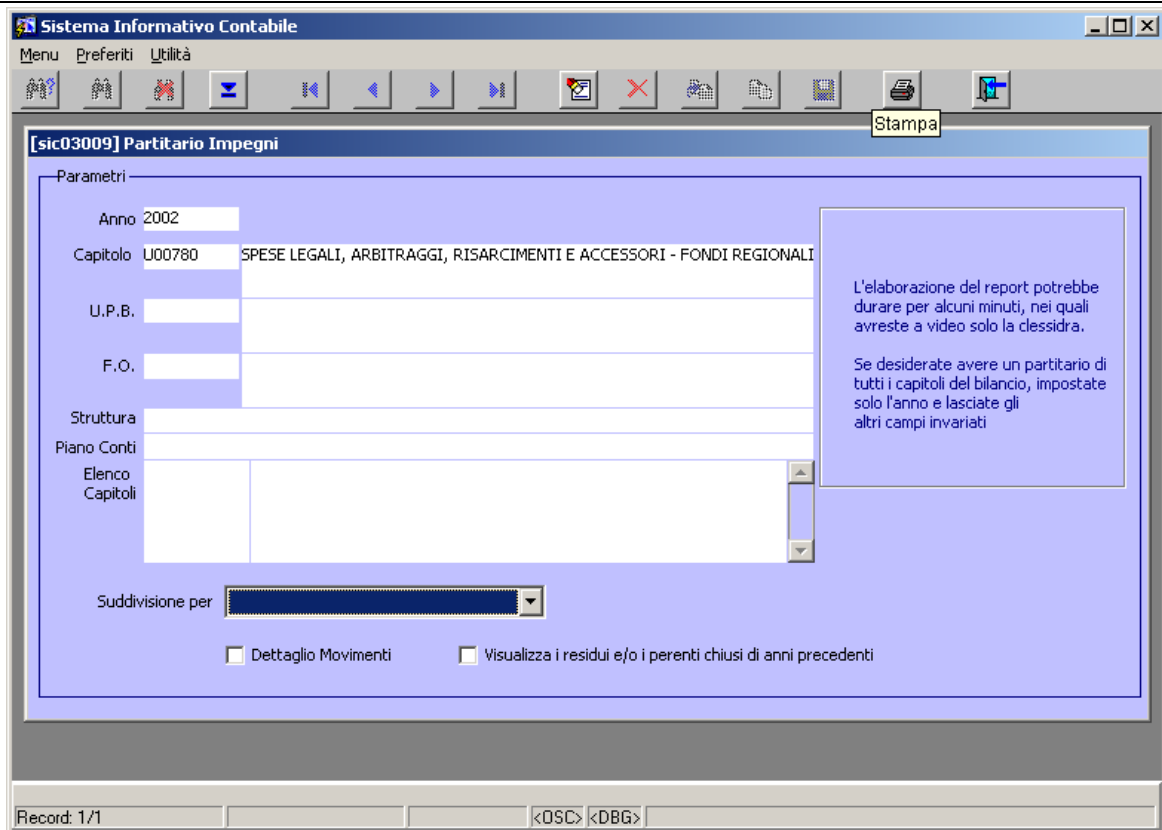 Sistema Informativo Contabile
Menu Preferiti Utilità
Stampa
[sic03009] Partitario Impegni
Parametri
Anno 2002
Capitolo U00780 SPESE LEGALI, ARBITRAGGI, RISARCIMENTI E ACCESSORI - FONDI REGIONALI
U.P.B.
F.O.
Struttura
Piano Conti
Elenco
Capitoli
L'elaborazione del report potrebbe
durare per alcuni minuti, nei quali
avreste a video solo la clessidra.
Se desiderate avere un partitario di
tutti i capitoli del bilancio, impostate
solo l'anno e lasciate gli
altri campi invariati
Suddivisione per
Dettaglio Movimenti Visualizza i residui e/o i perenti chiusi di anni precedenti
Record: 1/1 <OSC> <DBG>